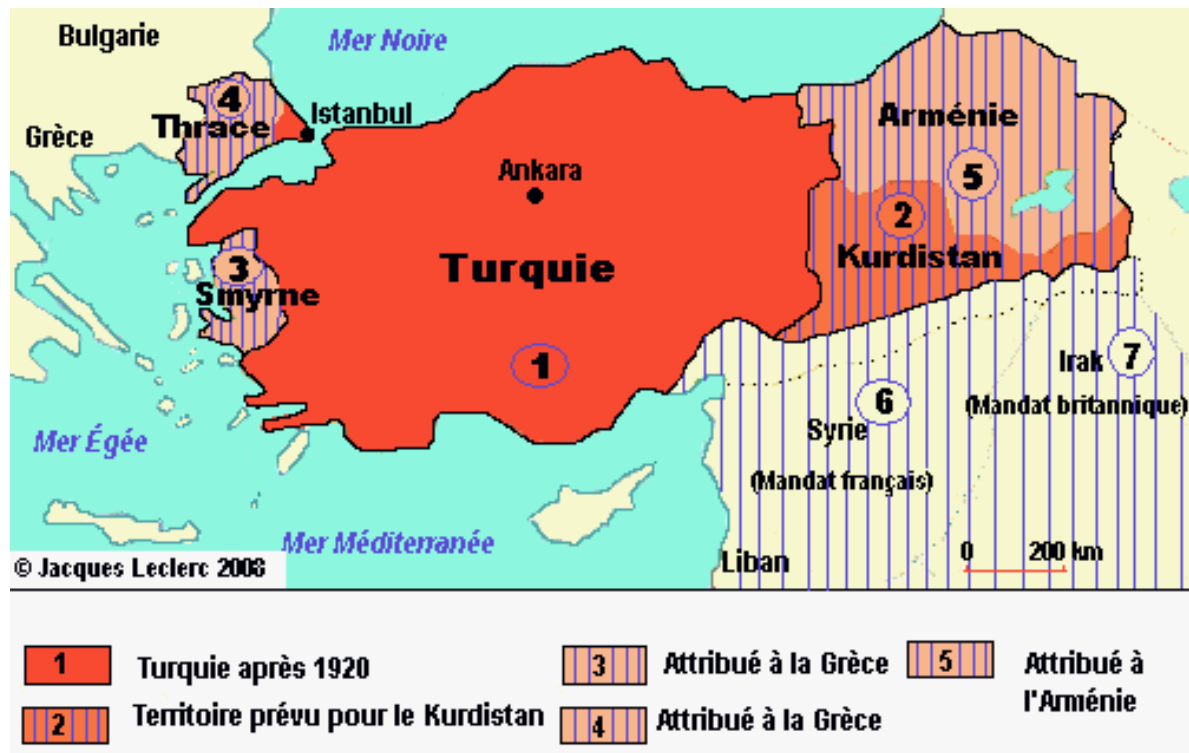 Bulgarie
Mer Noire
4
Thrace
Istanbul
Grèce
Arménie
Ankara
5
2
Turquie
Kurdistan
3
Smyrne
1
Irak
7
(Mandat britannique)
6
Syrie
(Mandat français)
Mer Égée
Mer Méditerranée
Liban
0 200 km
© Jacques Leclerc 2008
1 Turquie après 1920
2 Territoire prévu pour le Kurdistan
3 Attribué à la Grèce
4 Attribué à la Grèce
5 Attribué à
l'Arménie